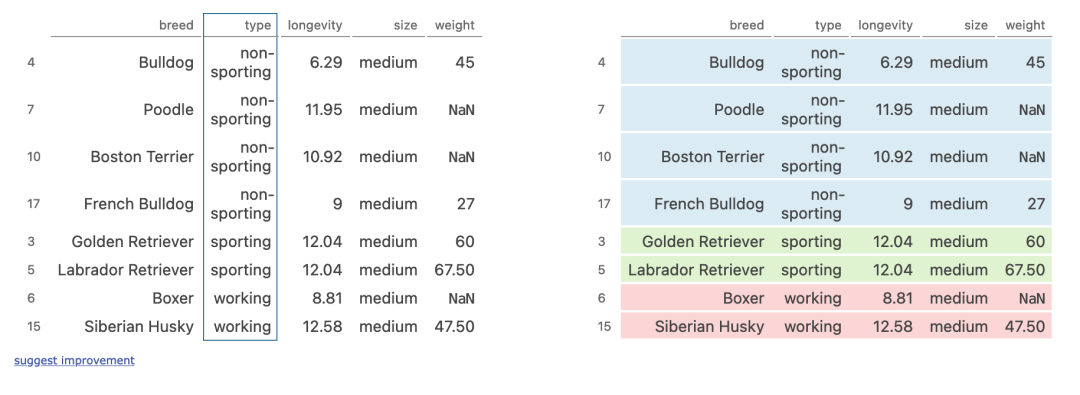 breed type longevity size weight
4 Bulldog non-sporting 6.29 medium 45
7 Poodle non-sporting 11.95 medium NaN
10 Boston Terrier non-sporting 10.92 medium NaN
17 French Bulldog non-sporting 9 medium 27
3 Golden Retriever sporting 12.04 medium 60
5 Labrador Retriever sporting 12.04 medium 67.50
6 Boxer working 8.81 medium NaN
15 Siberian Husky working 12.58 medium 47.50
suggest improvement
breed type longevity size weight
4 Bulldog non-sporting 6.29 medium 45
7 Poodle non-sporting 11.95 medium NaN
10 Boston Terrier non-sporting 10.92 medium NaN
17 French Bulldog non-sporting 9 medium 27
3 Golden Retriever sporting 12.04 medium 60
5 Labrador Retriever sporting 12.04 medium 67.50
6 Boxer working 8.81 medium NaN
15 Siberian Husky working 12.58 medium 47.50